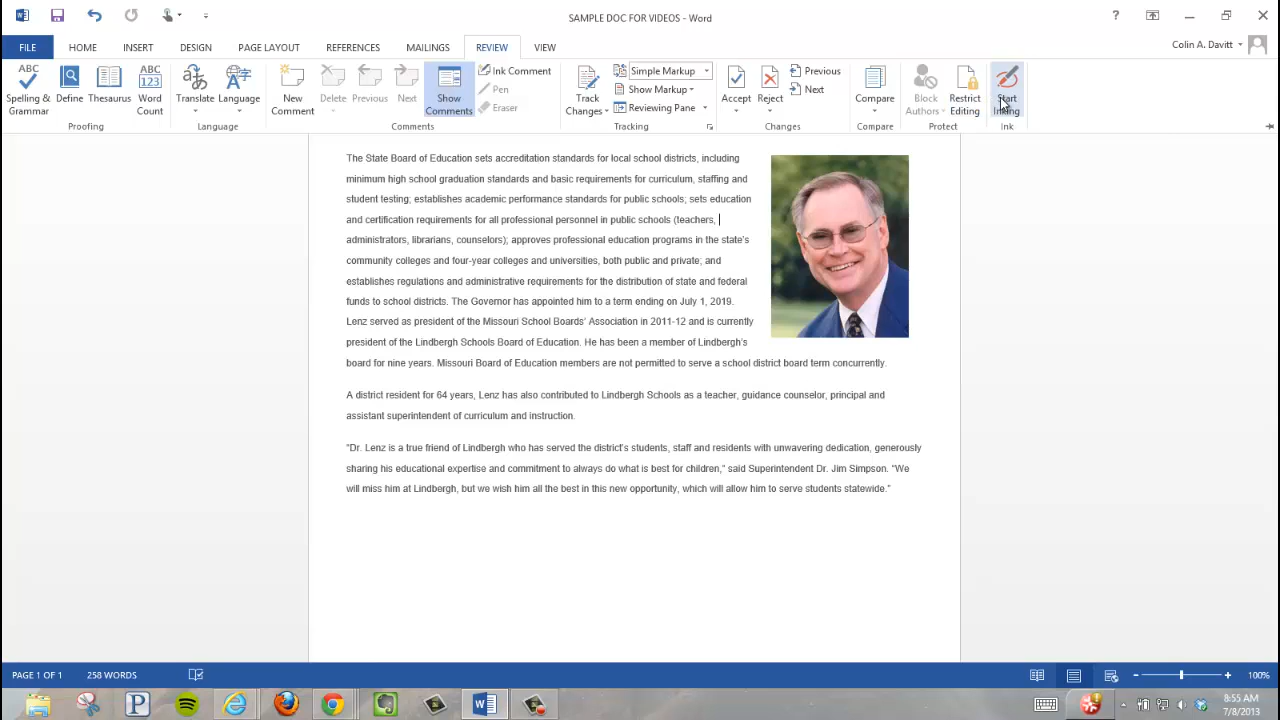 SAMPLE DOC FOR VIDEOS - Word
?
FILE HOME INSERT DESIGN PAGE LAYOUT REFERENCES MAILINGS REVIEW VIEW Colin A. Davitt
Spelling & Grammar
Define
Thesaurus
ABC 123
Word Count
Proofing
Translate
Language
Language
New Comment
Delete
Previous
Next
Show Comments
Ink Comment
Pen
Eraser
Comments
Track Changes
Simple Markup
Show Markup
Reviewing Pane
Tracking
Accept
Reject
Previous
Next
Changes
Compare
Compare
Block Authors
Restrict Editing
Protect
Start Inking
Ink
The State Board of Education sets accreditation standards for local school districts, including
minimum high school graduation standards and basic requirements for curriculum, staffing and
student testing; establishes academic performance standards for public schools; sets education
and certification requirements for all professional personnel in public schools (teachers,
administrators, librarians, counselors); approves professional education programs in the state's
community colleges and four-year colleges and universities, both public and private; and
establishes regulations and administrative requirements for the distribution of state and federal
funds to school districts. The Governor has appointed him to a term ending on July 1, 2019.
Lenz served as president of the Missouri School Boards' Association in 2011-12 and is currently
president of the Lindbergh Schools Board of Education. He has been a member of Lindbergh's
board for nine years. Missouri Board of Education members are not permitted to serve a school district board term concurrently.
A district resident for 64 years, Lenz has also contributed to Lindbergh Schools as a teacher, guidance counselor, principal and
assistant superintendent of curriculum and instruction.
"Dr. Lenz is a true friend of Lindbergh who has served the district's students, staff and residents with unwavering dedication, generously
sharing his educational expertise and commitment to always do what is best for children," said Superintendent Dr. Jim Simpson. "We
will miss him at Lindbergh, but we wish him all the best in this new opportunity, which will allow him to serve students statewide."
PAGE 1 OF 1 258 WORDS 100%
8:55 AM
7/8/2013